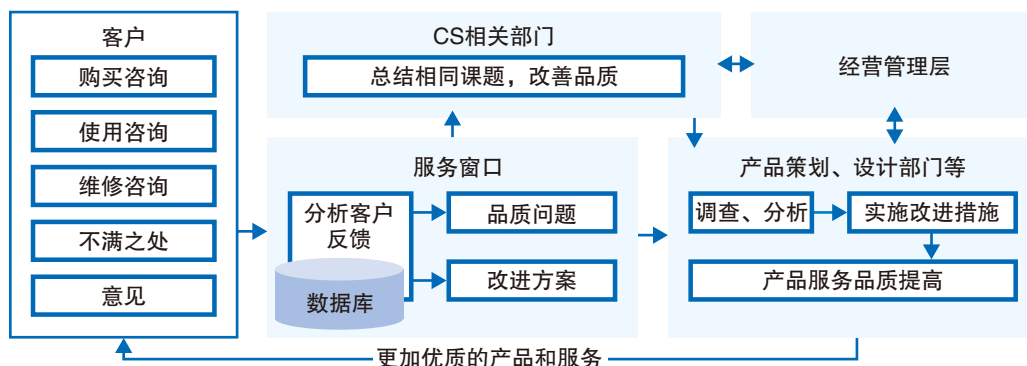 客户
购买咨询
使用咨询
维修咨询
不满之处
意见
CS相关部门
总结相同课题，改善品质
经营管理层
服务窗口
分析客户
反馈
数据库
品质问题
改进方案
产品策划、设计部门等
调查、分析
实施改进措施
产品服务品质提高
更加优质的产品和服务